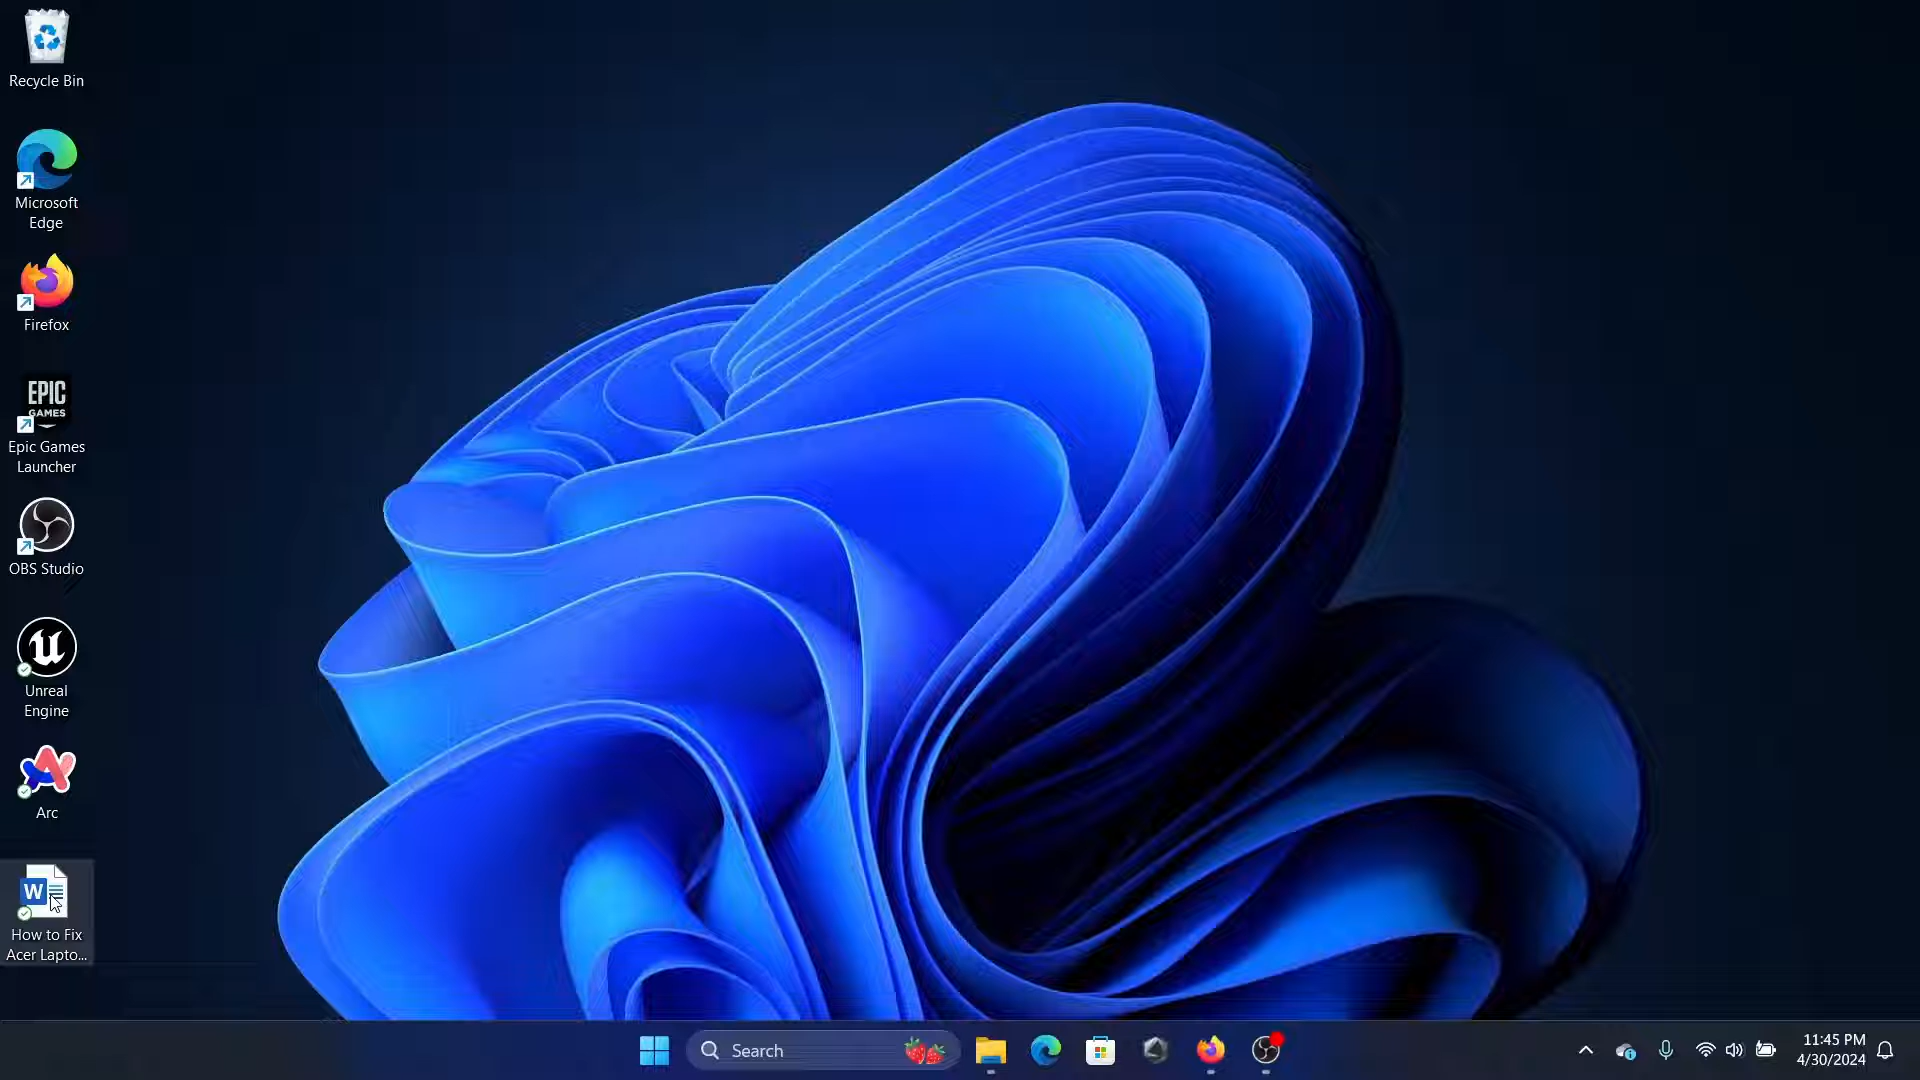 Recycle Bin
Microsoft
Edge
Firefox
EPIC
GAMES
Epic Games
Launcher
OBS Studio
Unreal
Engine
Arc
W
How to Fix
Acer Lapto...
Search
11:45 PM
4/30/2024